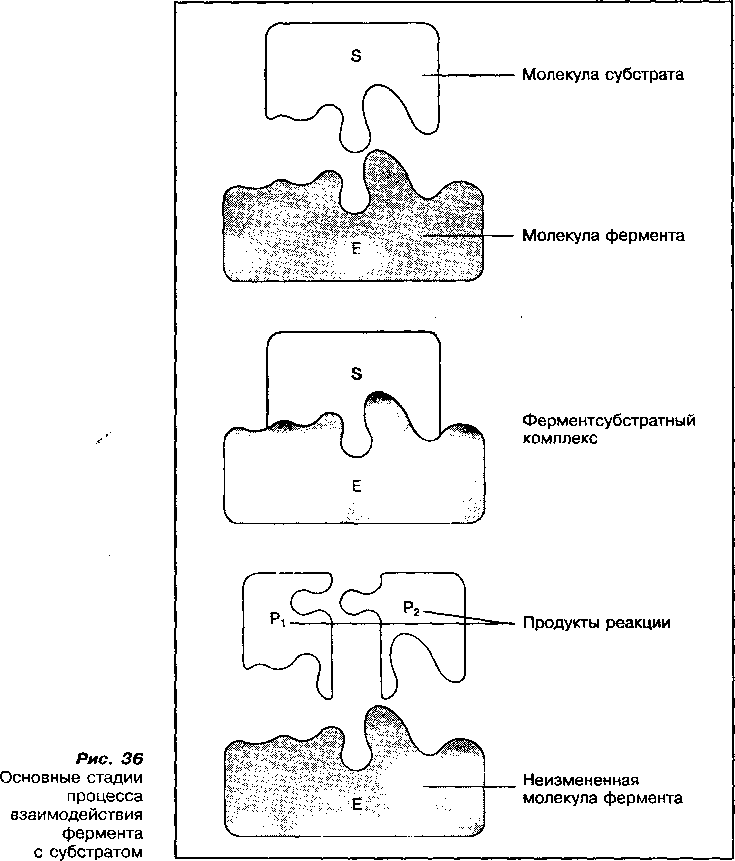 S
Молекула субстрата
Молекула фермента
E
S
Ферментсубстратный
комплекс
E
P1
P2
Продукты реакции
Рис. 36
Основные стадии
процесса
взаимодействия
фермента
с субстратом
Неизмененная
молекула фермента
E